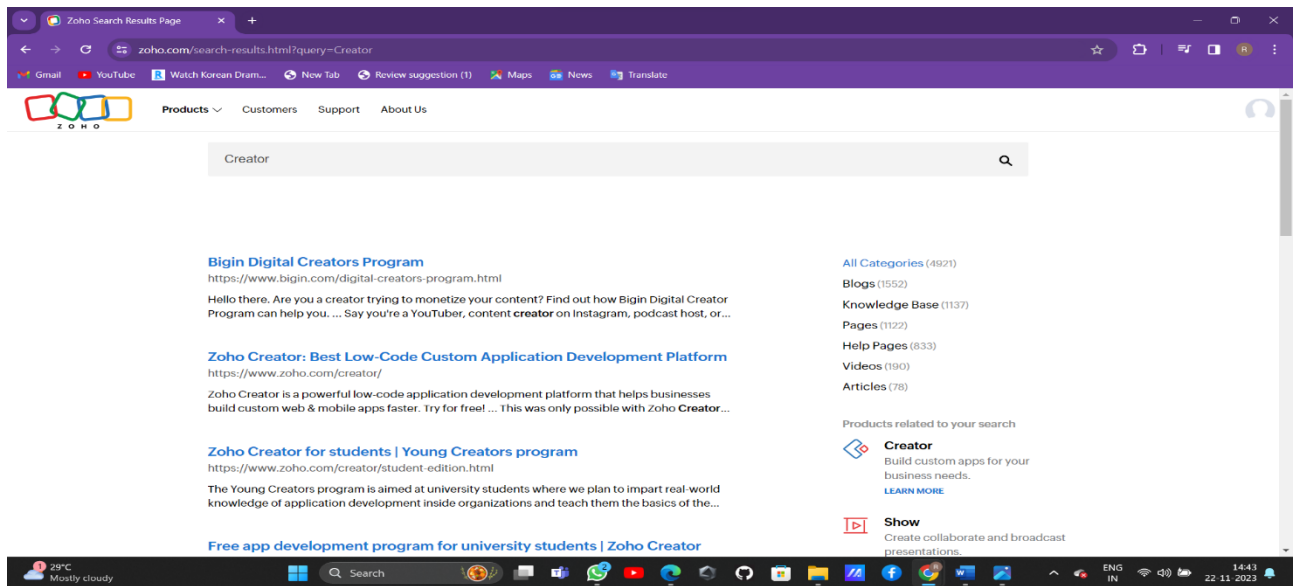 Zoho Search Results Page
zoho.com/search-results.html?query=Creator
R
Gmail YouTube Watch Korean Dram... New Tab Review suggestion (1) Maps News Translate
ZOHO
Products Customers Support About Us
Creator
Bigin Digital Creators Program
https://www.bigin.com/digital-creators-program.html
Hello there. Are you a creator trying to monetize your content? Find out how Bigin Digital Creator
Program can help you. ... Say you're a YouTuber, content creator on Instagram, podcast host, or...
Zoho Creator: Best Low-Code Custom Application Development Platform
https://www.zoho.com/creator/
Zoho Creator is a powerful low-code application development platform that helps businesses
build custom web & mobile apps faster. Try for free! ... This was only possible with Zoho Creator...
Zoho Creator for students | Young Creators program
https://www.zoho.com/creator/student-edition.html
The Young Creators program is aimed at university students where we plan to impart real-world
knowledge of application development inside organizations and teach them the basics of the...
Free app development program for university students | Zoho Creator
All Categories (4921)
Blogs (1552)
Knowledge Base (1137)
Pages (1122)
Help Pages (833)
Videos (190)
Articles (78)
Products related to your search
Creator
Build custom apps for your
business needs.
LEARN MORE
Show
Create collaborate and broadcast
presentations.
1
29°C
Mostly cloudy
Search
2
ENG
IN
14:43
22-11-2023